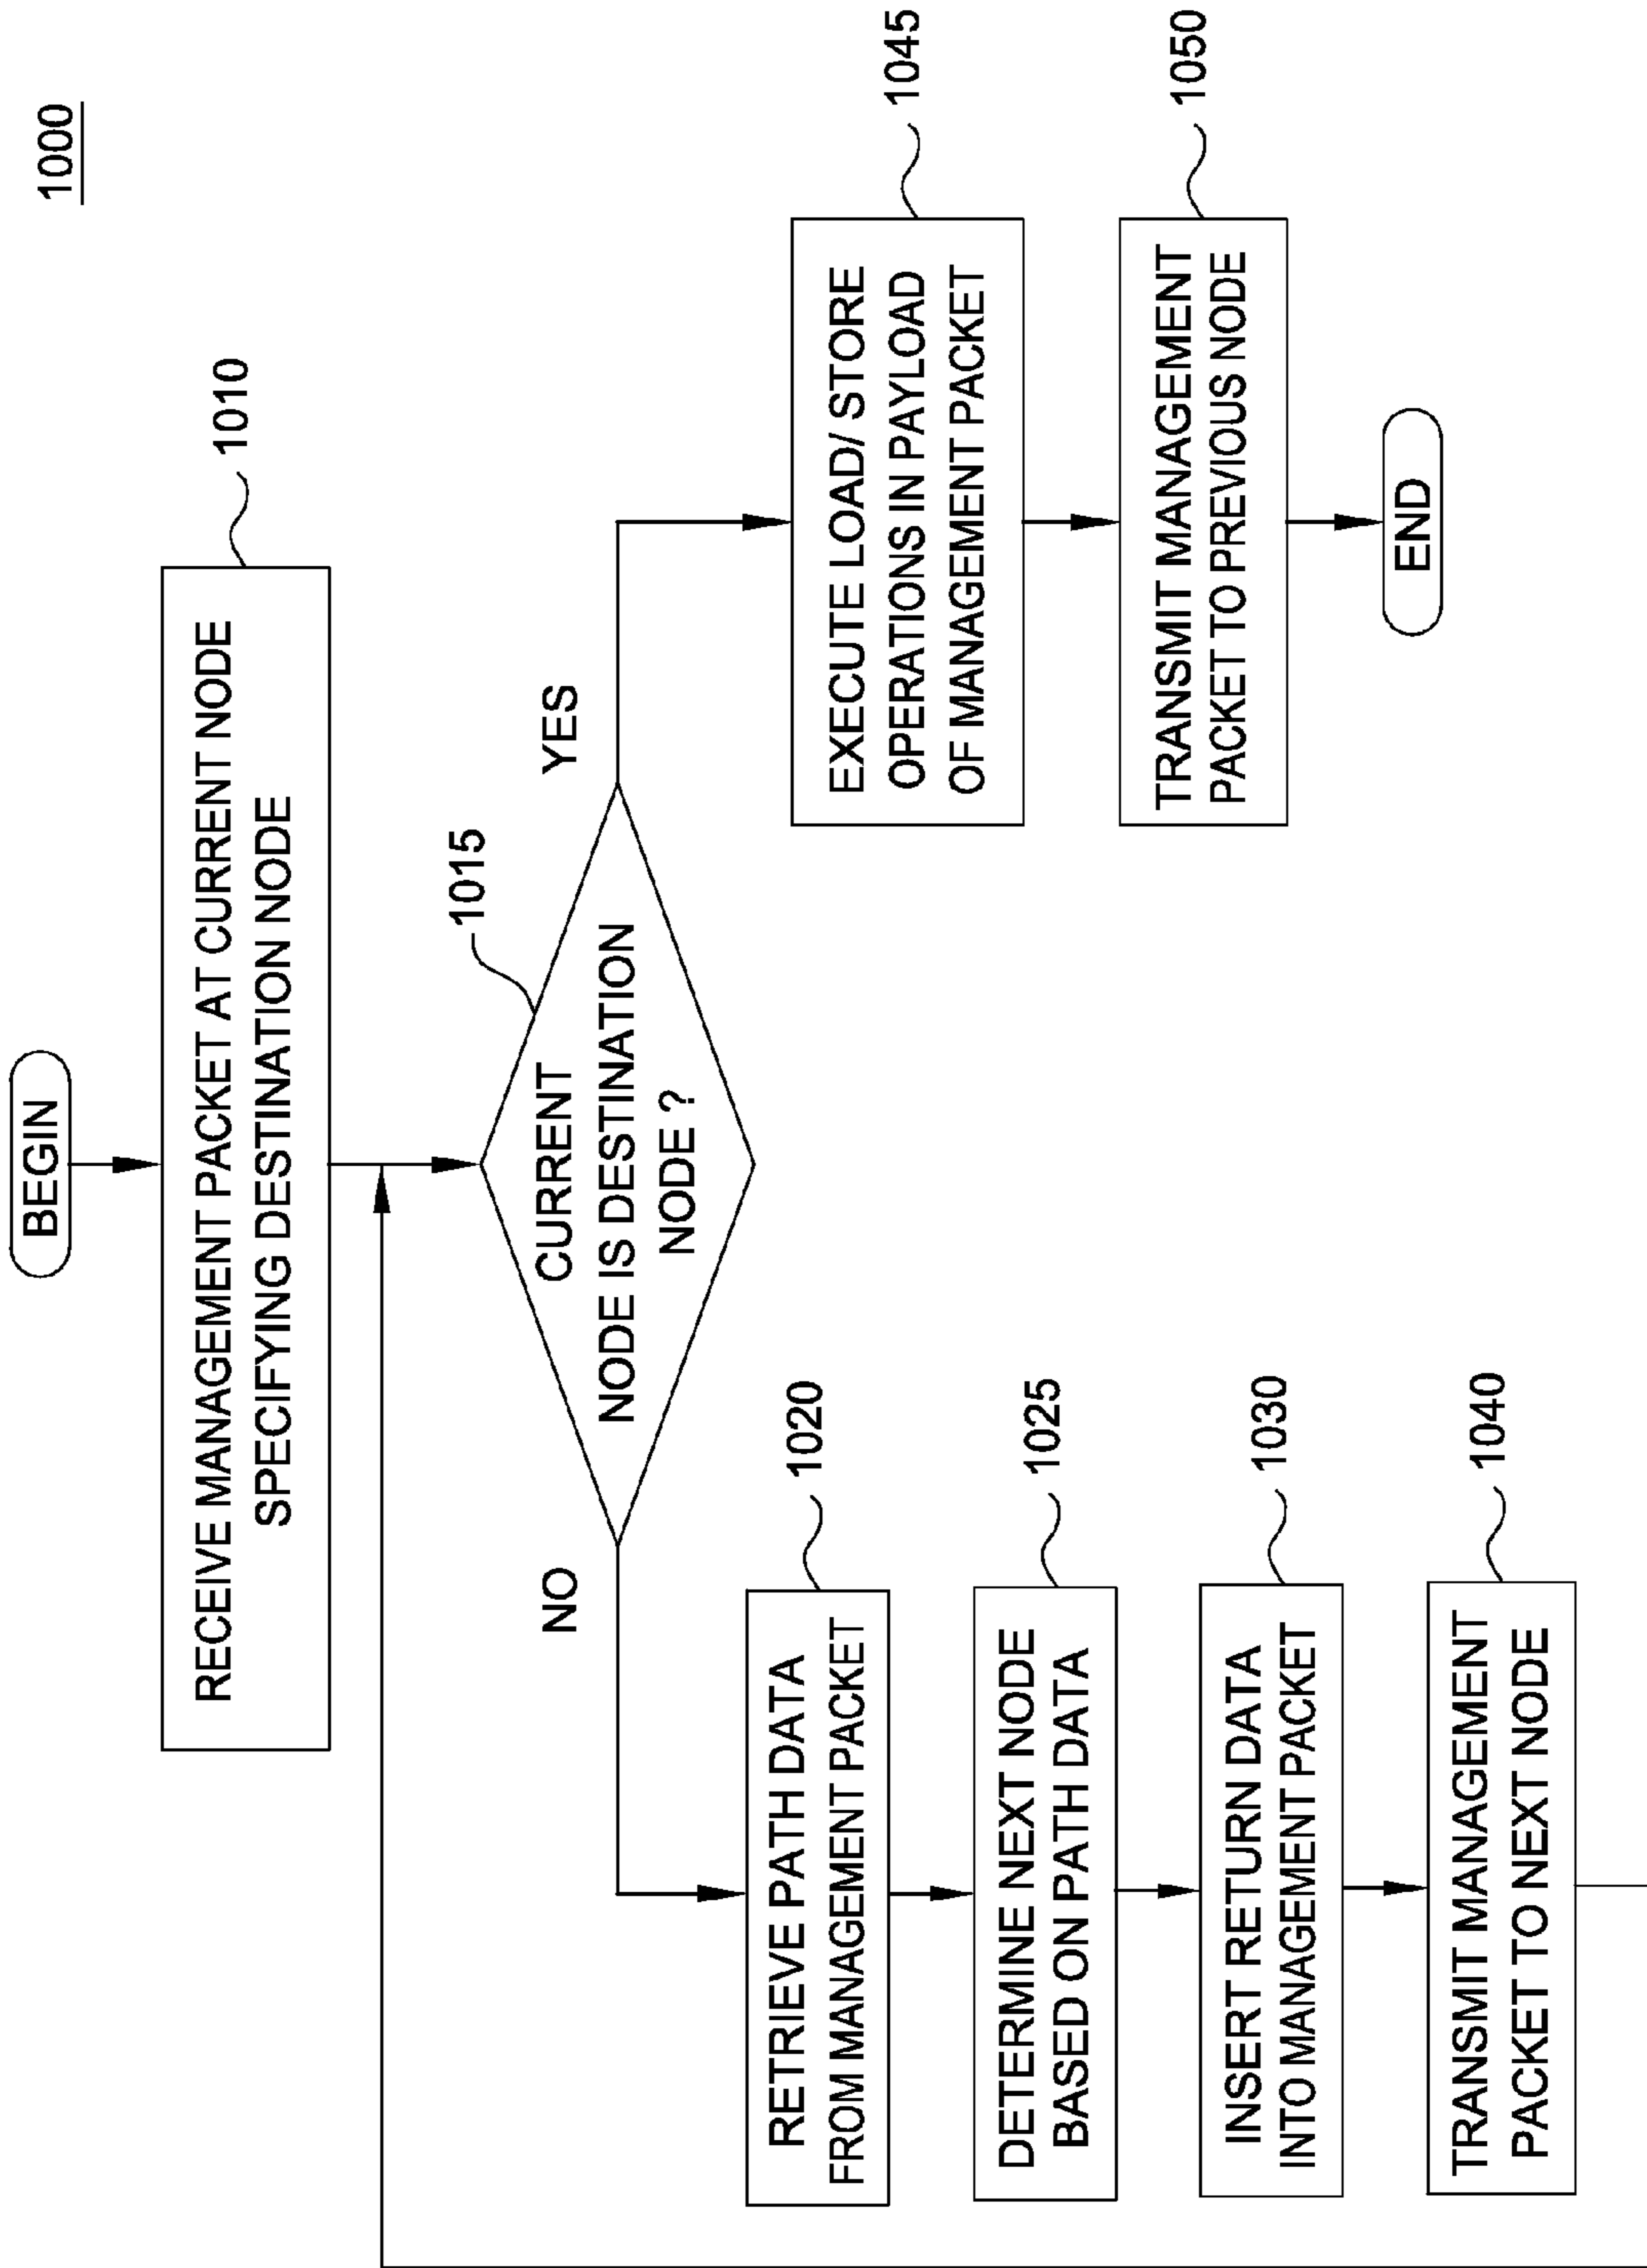 1000
BEGIN
RECEIVE MANAGEMENT PACKET AT CURRENT NODE
SPECIFYING DESTINATION NODE
1010
CURRENT
NODE IS DESTINATION
NODE ?
1015
NO
YES
RETRIEVE PATH DATA
FROM MANAGEMENT PACKET
1020
DETERMINE NEXT NODE
BASED ON PATH DATA
1025
INSERT RETURN DATA
INTO MANAGEMENT PACKET
1030
TRANSMIT MANAGEMENT
PACKET TO NEXT NODE
1040
EXECUTE LOAD/ STORE
OPERATIONS IN PAYLOAD
OF MANAGEMENT PACKET
1045
TRANSMIT MANAGEMENT
PACKET TO PREVIOUS NODE
1050
END